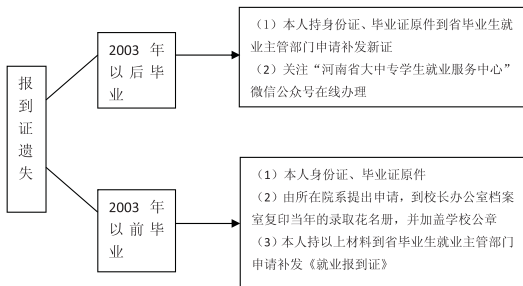 报
到
证
遗
失
2003 年
以后毕
业
（1）本人持身份证、毕业证原件到省毕业生就
业主管部门申请补发新证
（2）关注“河南省大中专学生就业服务中心”
微信公众号在线办理
2003 年
以前毕
业
（1）本人身份证、毕业证原件
（2）由所在院系提出申请，到校长办公室档案
室复印当年的录取花名册，并加盖学校公章
（3）本人持以上材料到省毕业生就业主管部门
申请补发《就业报到证》